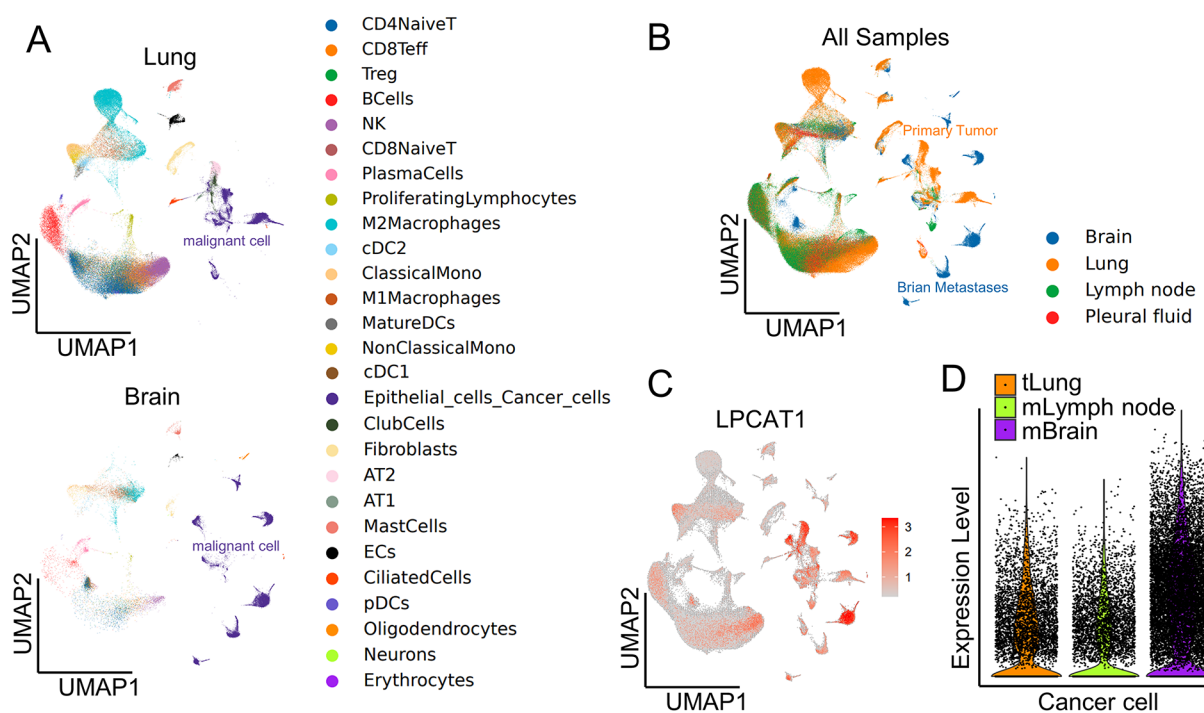 A
Lung
malignant cell
UMAP2
UMAP1
Brain
malignant cell
UMAP2
UMAP1
CD4NaiveT
CD8Teff
Treg
BCells
NK
CD8NaiveT
PlasmaCells
ProliferatingLymphocytes
M2Macrophages
cDC2
ClassicalMono
M1Macrophages
MatureDCs
NonClassicalMono
cDC1
Epithelial_cells_Cancer_cells
ClubCells
Fibroblasts
AT2
AT1
MastCells
ECs
CiliatedCells
pDCs
Oligodendrocytes
Neurons
Erythrocytes
B
All Samples
Primary Tumor
Brian Metastases
UMAP2
UMAP1
Brain
Lung
Lymph node
Pleural fluid
C
LPCAT1
3
2
1
UMAP2
UMAP1
D
tLung
mLymph node
mBrain
Expression Level
Cancer cell